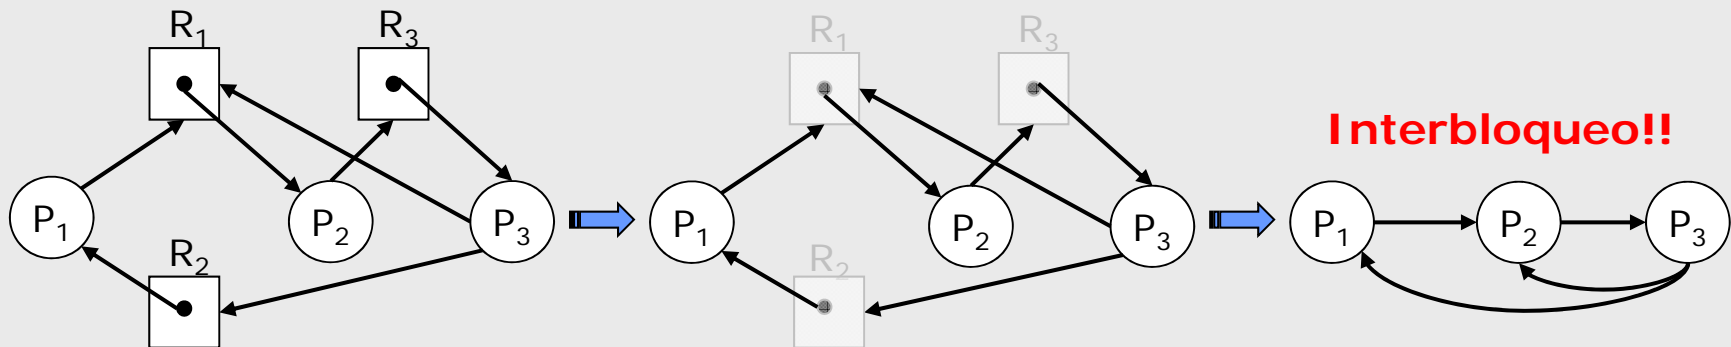 R₁ R₃
P₁ P₂ P₃
R₂
R₁ R₃
P₁ P₂ P₃
R₂
Interbloqueo!!
P₁ P₂ P₃